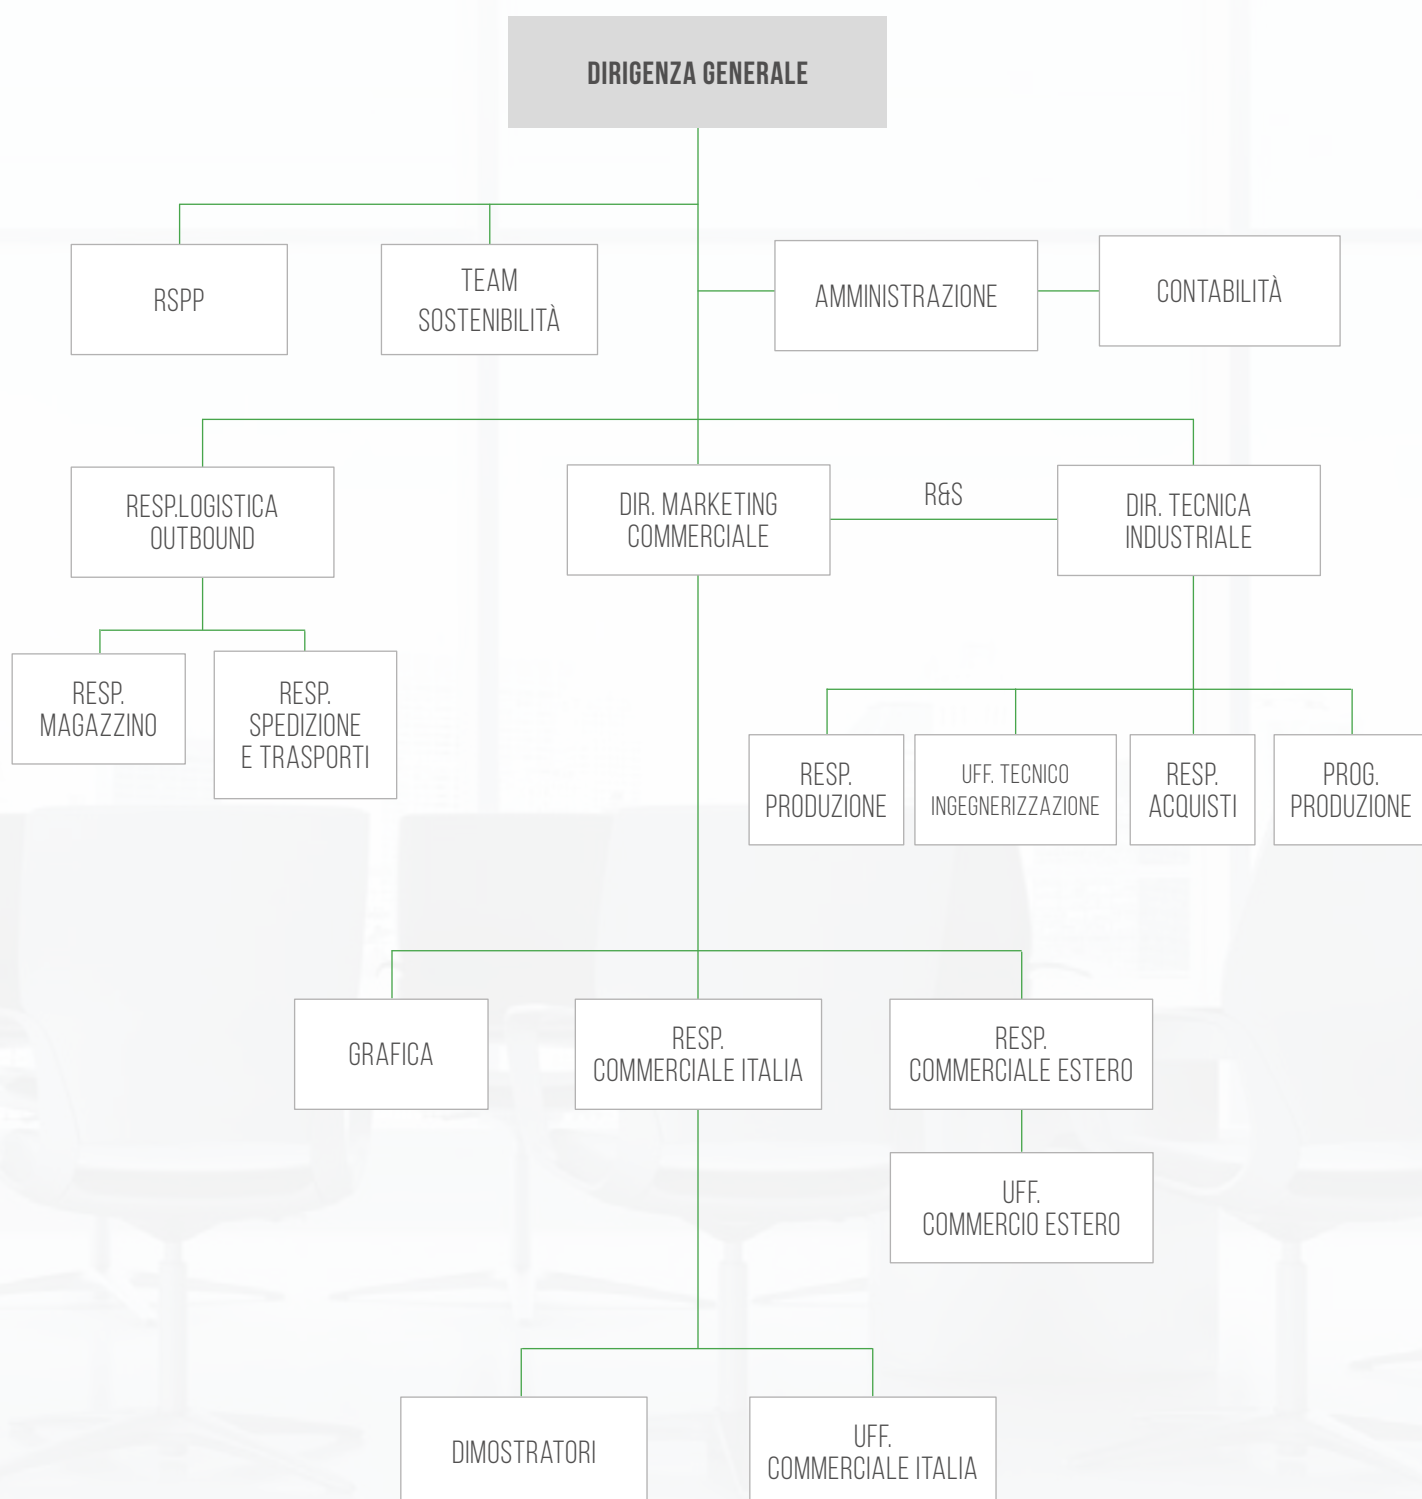 DIRIGENZA GENERALE
RSPP
TEAM
SOSTENIBILITÀ
AMMINISTRAZIONE
CONTABILITÀ
RESP.LOGISTICA
OUTBOUND
DIR. MARKETING
COMMERCIALE
R&S
DIR. TECNICA
INDUSTRIALE
RESP.
MAGAZZINO
RESP.
SPEDIZIONE
E TRASPORTI
RESP.
PRODUZIONE
UFF. TECNICO
INGEGNERIZZAZIONE
RESP.
ACQUISTI
PROG.
PRODUZIONE
GRAFICA
RESP.
COMMERCIALE ITALIA
RESP.
COMMERCIALE ESTERO
UFF.
COMMERCIO ESTERO
DIMOSTRATORI
UFF.
COMMERCIALE ITALIA